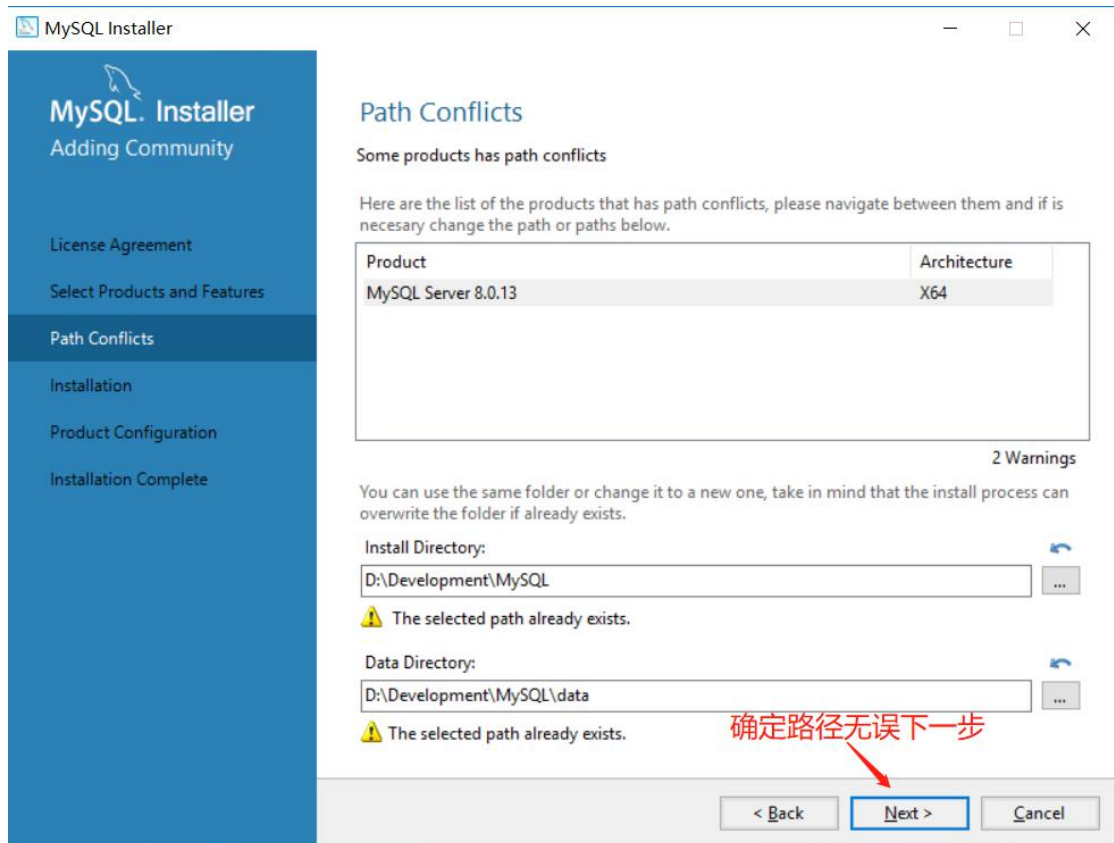 MySQL Installer
MySQL. Installer
Adding Community
License Agreement
Select Products and Features
Path Conflicts
Installation
Product Configuration
Installation Complete
Path Conflicts
Some products has path conflicts
Here are the list of the products that has path conflicts, please navigate between them and if is
necesary change the path or paths below.
Product Architecture
MySQL Server 8.0.13 X64
2 Warnings
You can use the same folder or change it to a new one, take in mind that the install process can
overwrite the folder if already exists.
Install Directory:
D:\Development\MySQL
...
The selected path already exists.
Data Directory:
D:\Development\MySQL\data
...
The selected path already exists.
确定路径无误下一步
< Back Next > Cancel